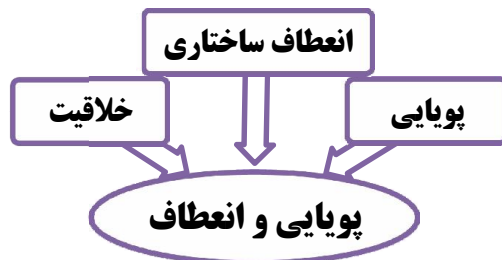 انعطاف ساختاری
پویایی
خلاقیت
پویایی و انعطاف